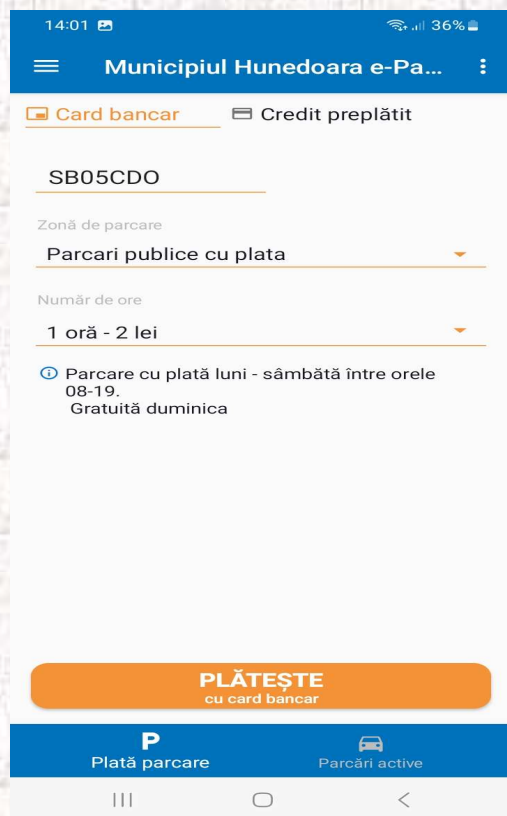 14:01 36%
Municipiul Hunedoara e-Pa...
Card bancar Credit preplătit
SB05CDO
Zonă de parcare
Parcari publice cu plata
Număr de ore
1 oră - 2 lei
Parcare cu plată luni - sâmbătă între orele
08-19.
Gratuită duminica
PLĂTEȘTE
cu card bancar
P
Plată parcare Parcări active